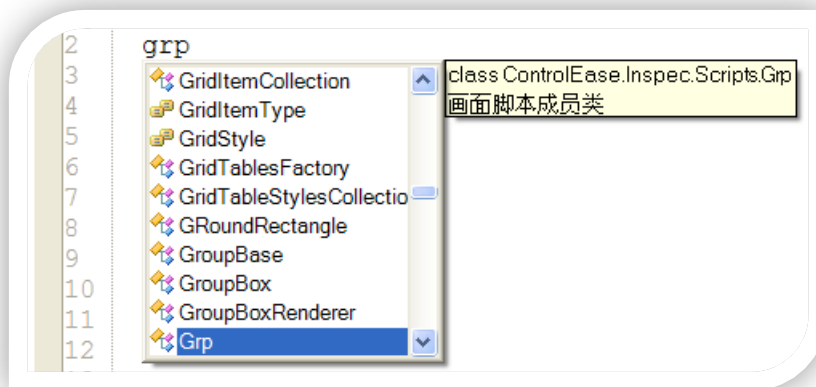 2 grp
3
4
5
6
7
8
9
10
11
12
GridItemCollection
GridItemType
GridStyle
GridTablesFactory
GridTableStylesCollectio
GRoundRectangle
GroupBase
GroupBox
GroupBoxRenderer
Grp
class ControlEase.Inspec.Scripts.Grp
画面脚本成员类